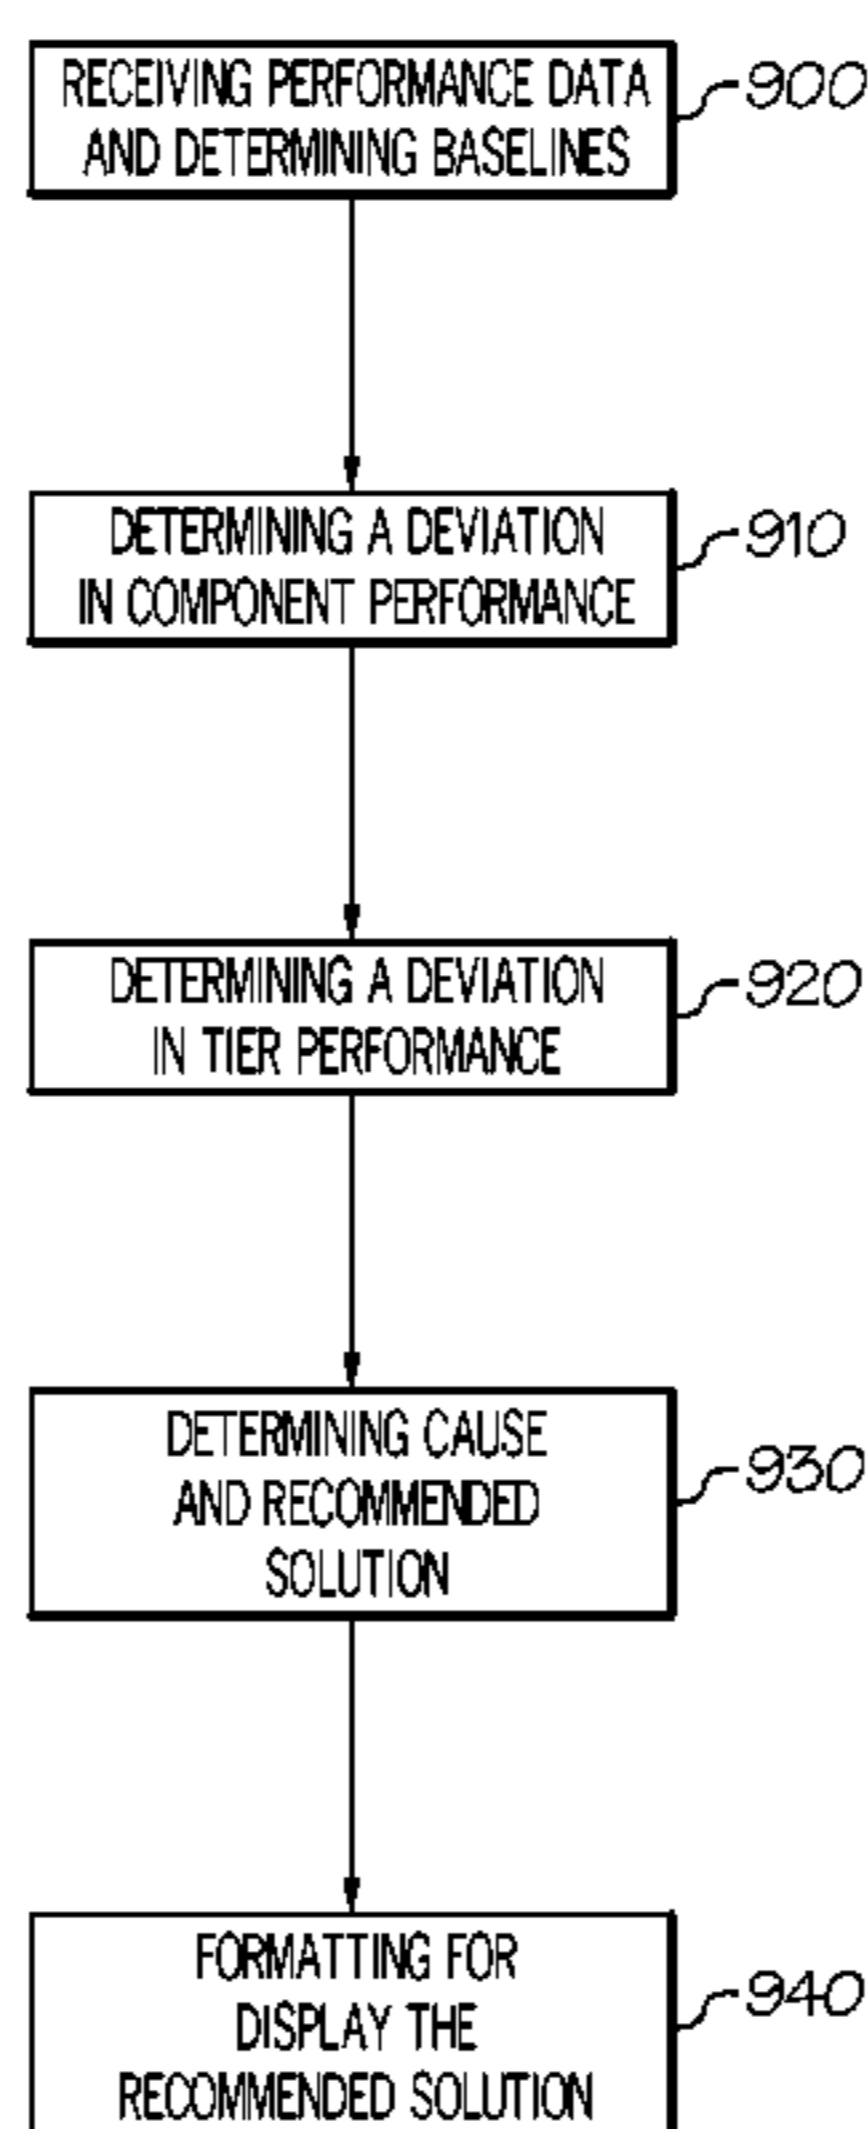 RECEIVING PERFORMANCE DATA
AND DETERMINING BASELINES
900
DETERMINING A DEVIATION
IN COMPONENT PERFORMANCE
910
DETERMINING A DEVIATION
IN TIER PERFORMANCE
920
DETERMINING CAUSE
AND RECOMMENDED
SOLUTION
930
FORMATTING FOR
DISPLAY THE
RECOMMENDED SOLUTION
940